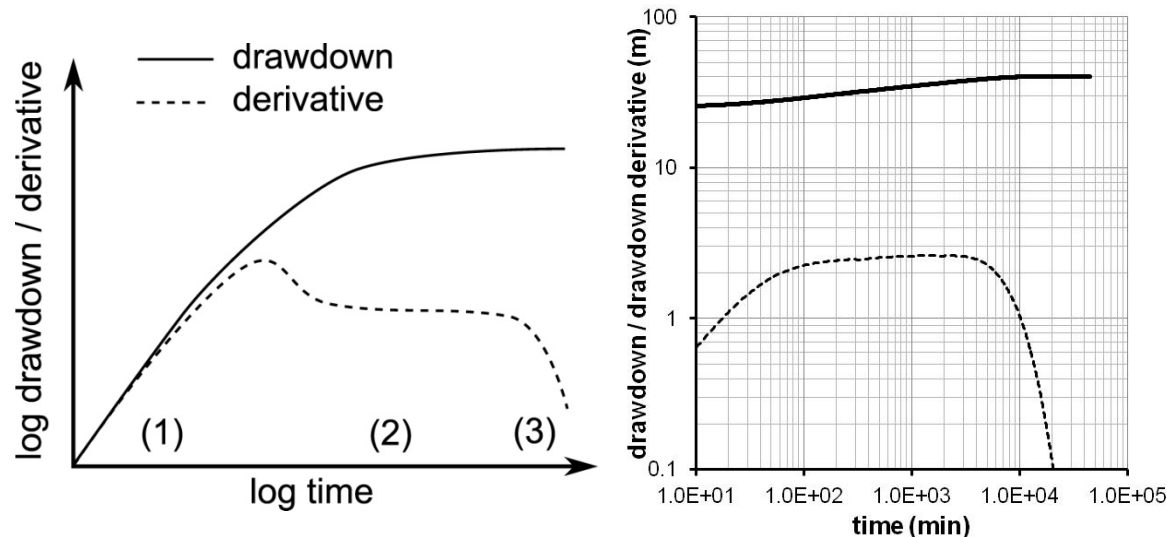 drawdown
derivative
log drawdown / derivative
(1)
(2)
(3)
log time
drawdown / drawdown derivative (m)
100
10
1
0.1
1.0E+01
1.0E+02
1.0E+03
1.0E+04
1.0E+05
time (min)